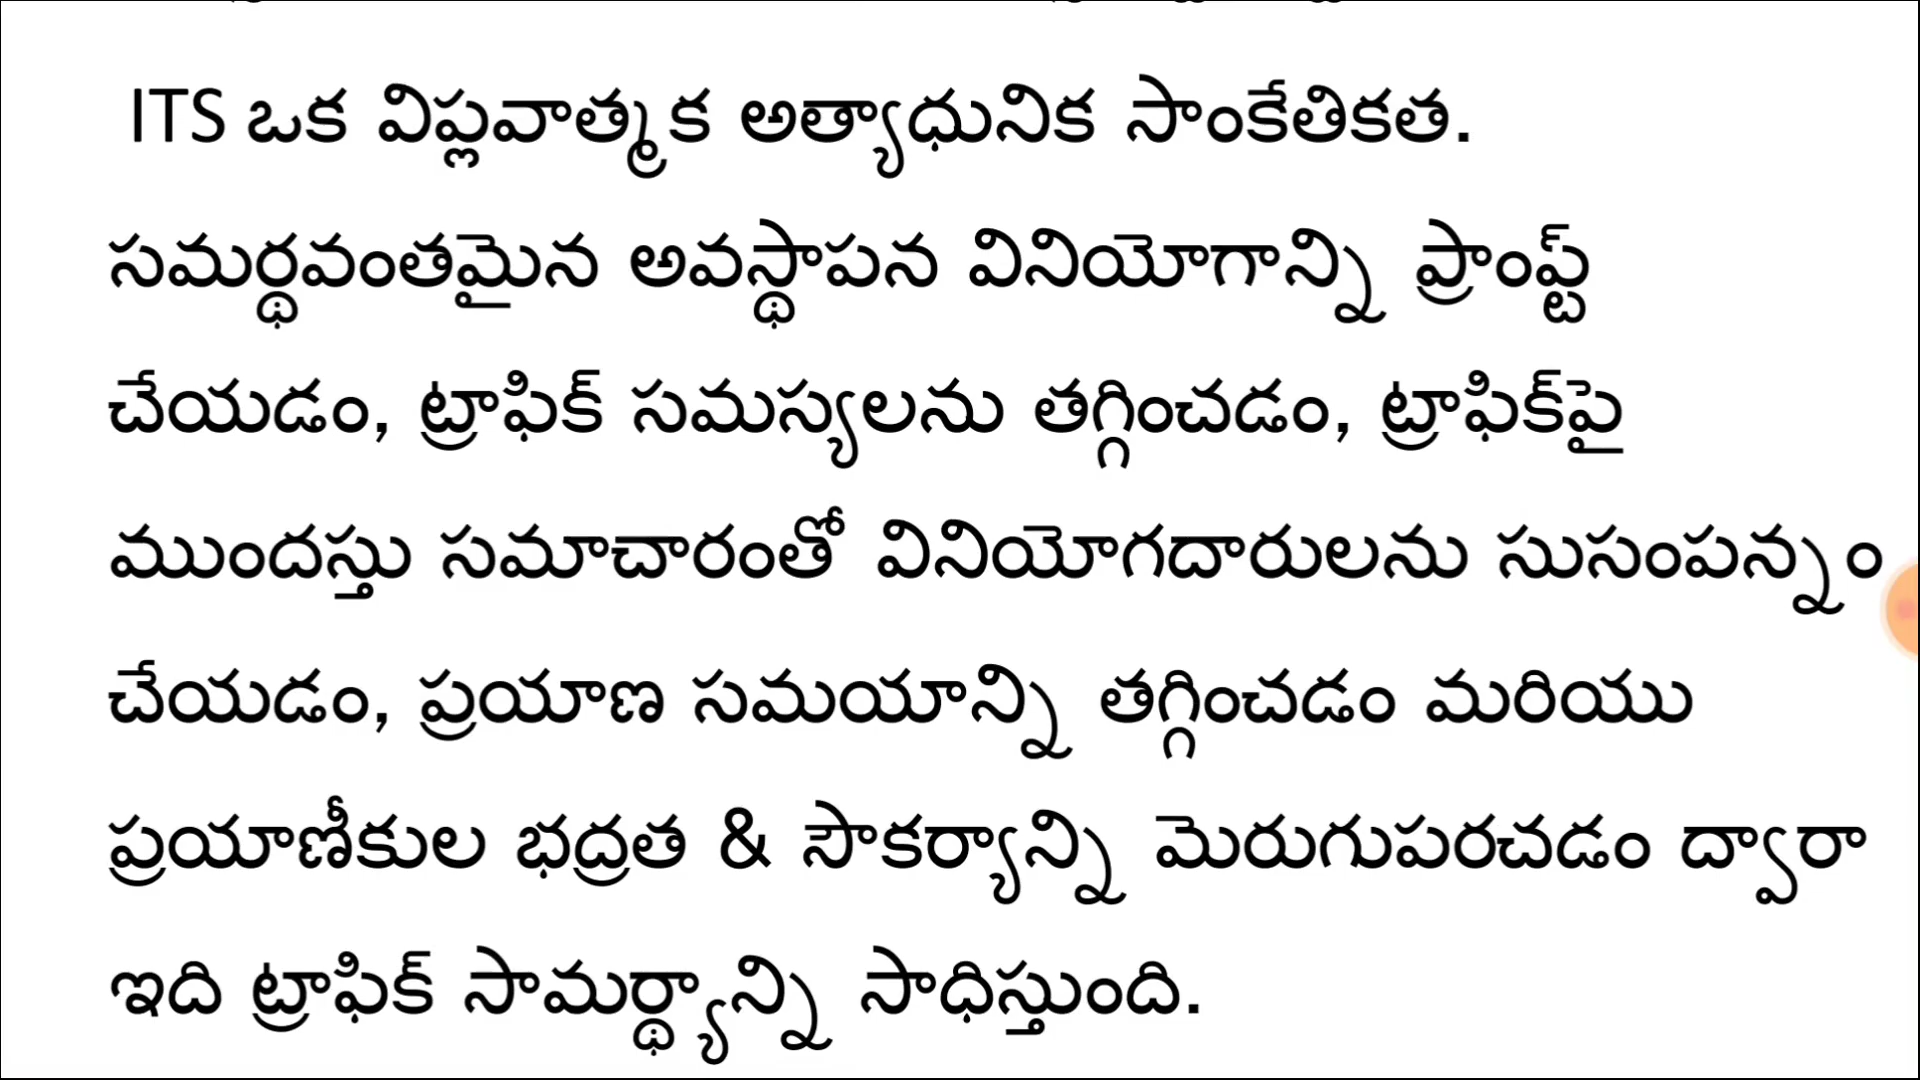 ITS ఒక విప్లవాత్మక అత్యాధునిక సాంకేతికత.
సమర్థవంతమైన అవస్థాపన వినియోగాన్ని ప్రాంప్ట్
చేయడం, ట్రాఫిక్ సమస్యలను తగ్గించడం, ట్రాఫిక్‌పై
ముందస్తు సమాచారంతో వినియోగదారులను సుసంపన్నం
చేయడం, ప్రయాణ సమయాన్ని తగ్గించడం మరియు
ప్రయాణీకుల భద్రత & సౌకర్యాన్ని మెరుగుపరచడం ద్వారా
ఇది ట్రాఫిక్ సామర్థ్యాన్ని సాధిస్తుంది.